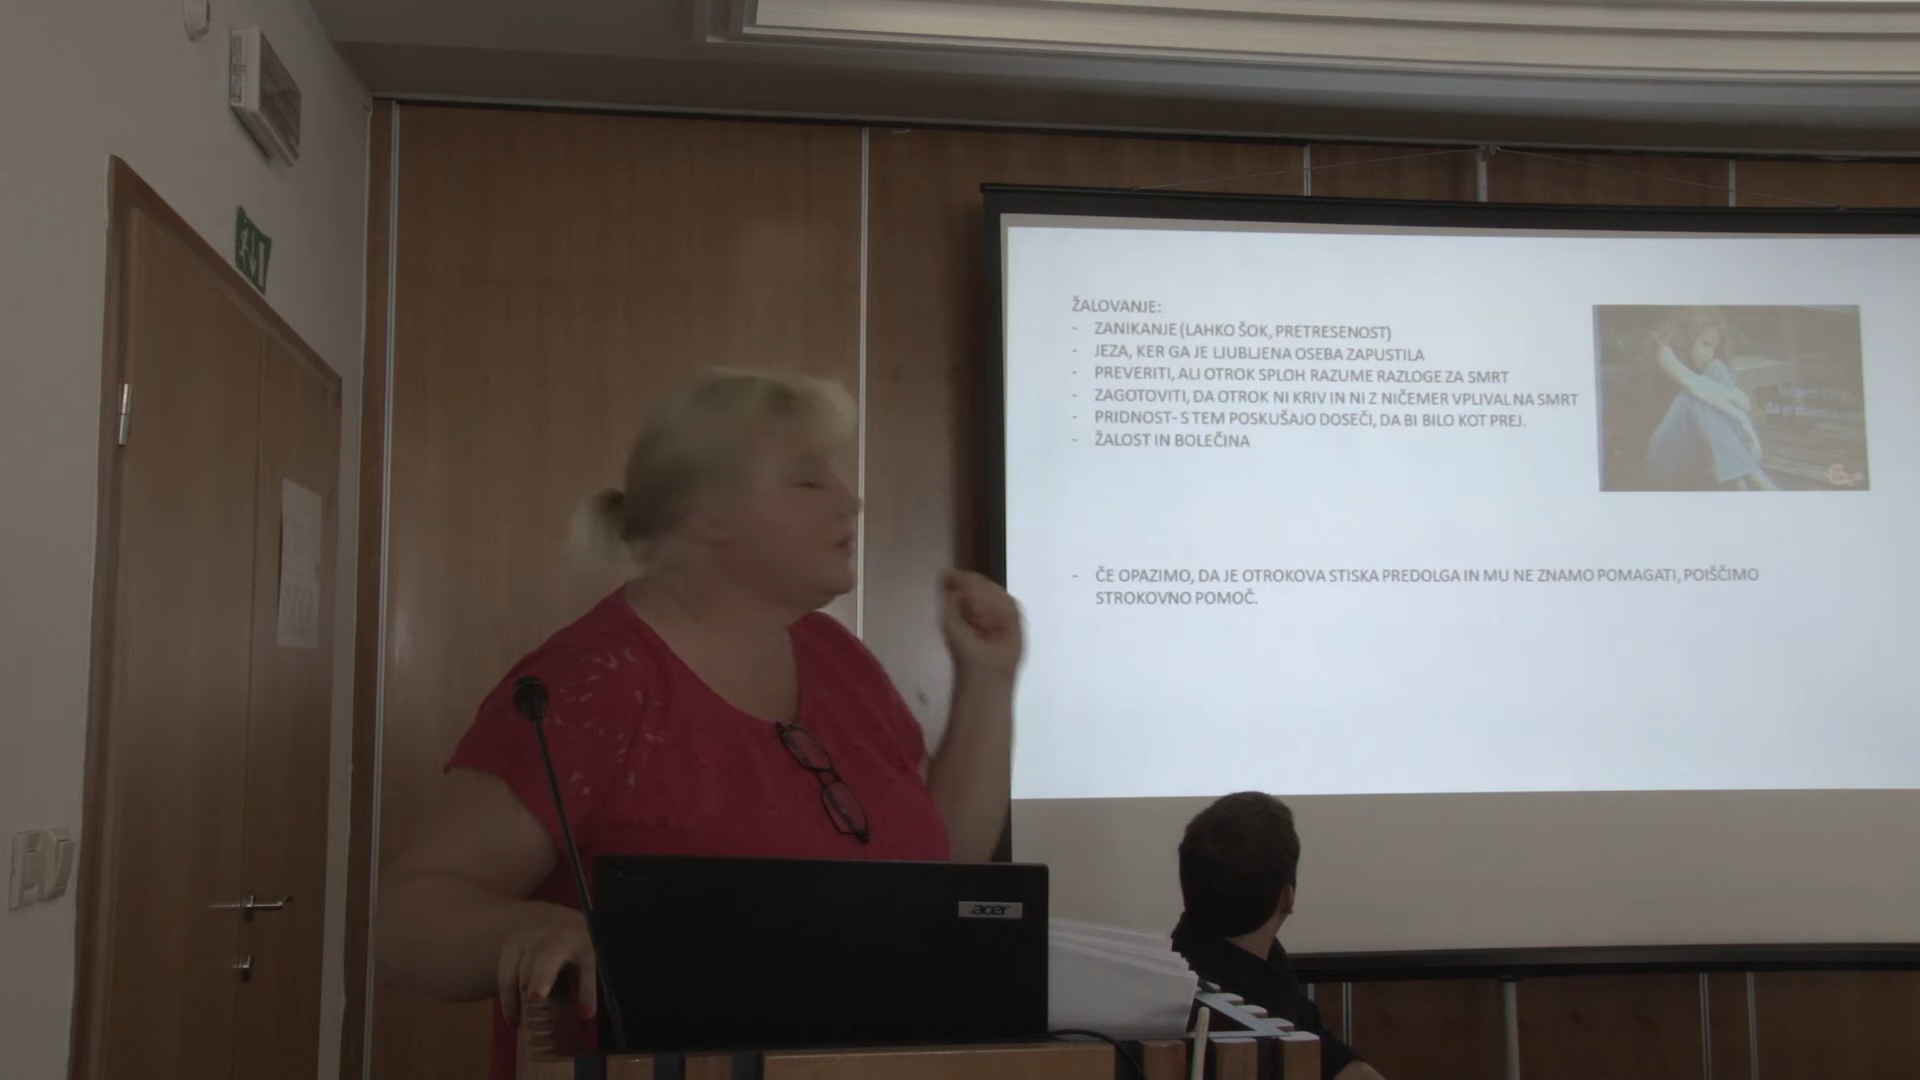 ŽALOVANJE:
- ZANIKANJE (LAHKO ŠOK, PRETRESENOST)
- JEZA, KER GA JE LJUBLJENA OSEBA ZAPUSTILA
- PREVERITI, ALI OTROK SPLOH RAZUME RAZLOGE ZA SMRT
- ZAGOTOVITI, DA OTROK NI KRIV IN NI Z NIČEMER VPLIVAL NA SMRT
- PRIDNOST- S TEM POSKUŠAJO DOSEČI, DA BI BILO KOT PREJ.
- ŽALOST IN BOLEČINA
- ČE OPAZIMO, DA JE OTROKOVA STISKA PREDOLGA IN MU NE ZNAMO POMAGATI, POIŠČIMO
STROKOVNO POMOČ.
acer